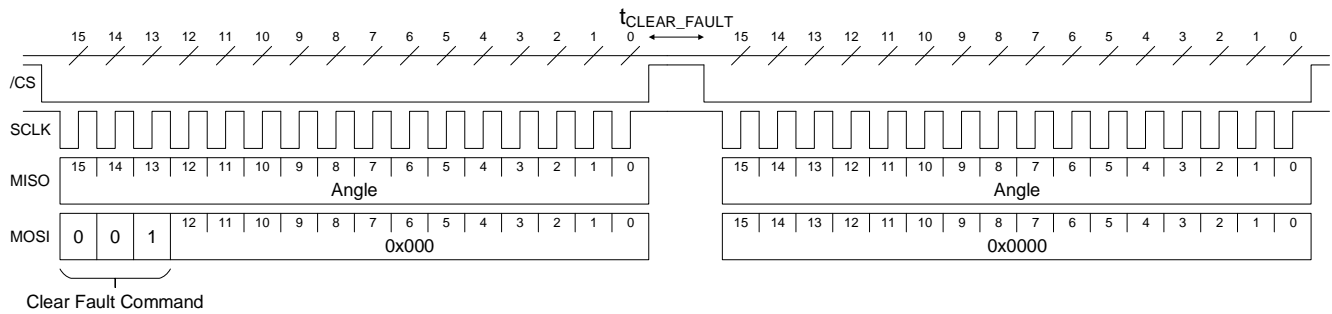 tCLEAR_FAULT
15 14 13 12 11 10 9 8 7 6 5 4 3 2 1 0 15 14 13 12 11 10 9 8 7 6 5 4 3 2 1 0
/CS
SCLK
15 14 13 12 11 10 9 8 7 6 5 4 3 2 1 0 15 14 13 12 11 10 9 8 7 6 5 4 3 2 1 0
MISO Angle Angle
12 11 10 9 8 7 6 5 4 3 2 1 0 15 14 13 12 11 10 9 8 7 6 5 4 3 2 1 0
MOSI 0 0 1 0x000 0x0000
Clear Fault Command